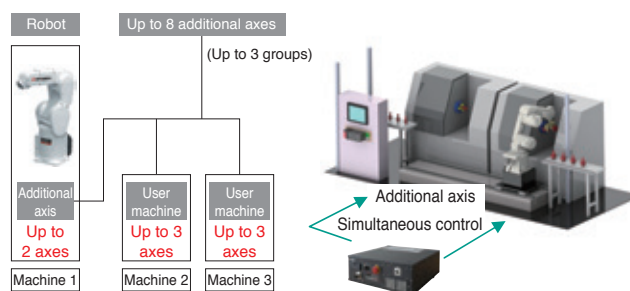 Robot
Up to 8 additional axes
(Up to 3 groups)
Additional
axis
Up to
2 axes
Machine 1
User
machine
Up to 3
axes
Machine 2
User
machine
Up to 3
axes
Machine 3
Additional axis
Simultaneous control